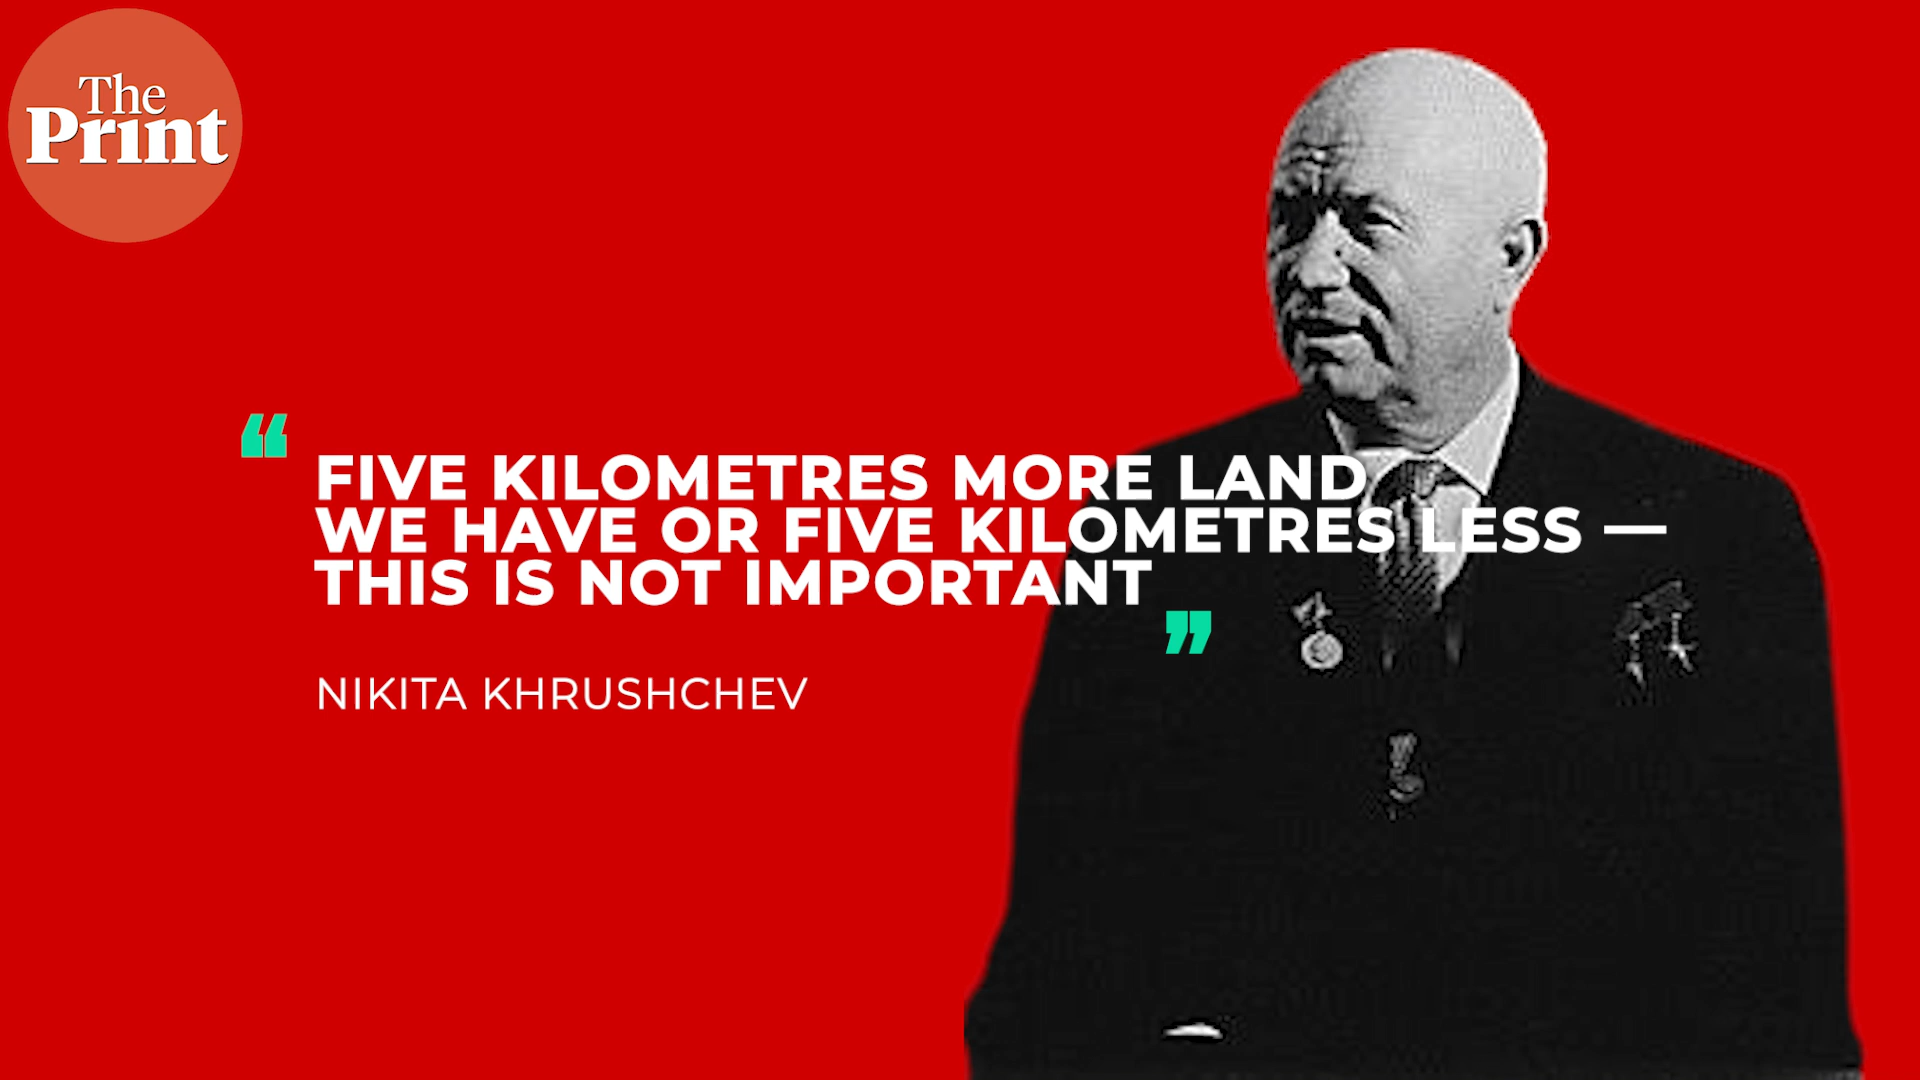 The
Print
“ FIVE KILOMETRES MORE LAND
WE HAVE OR FIVE KILOMETRES LESS —
THIS IS NOT IMPORTANT ”
NIKITA KHRUSHCHEV